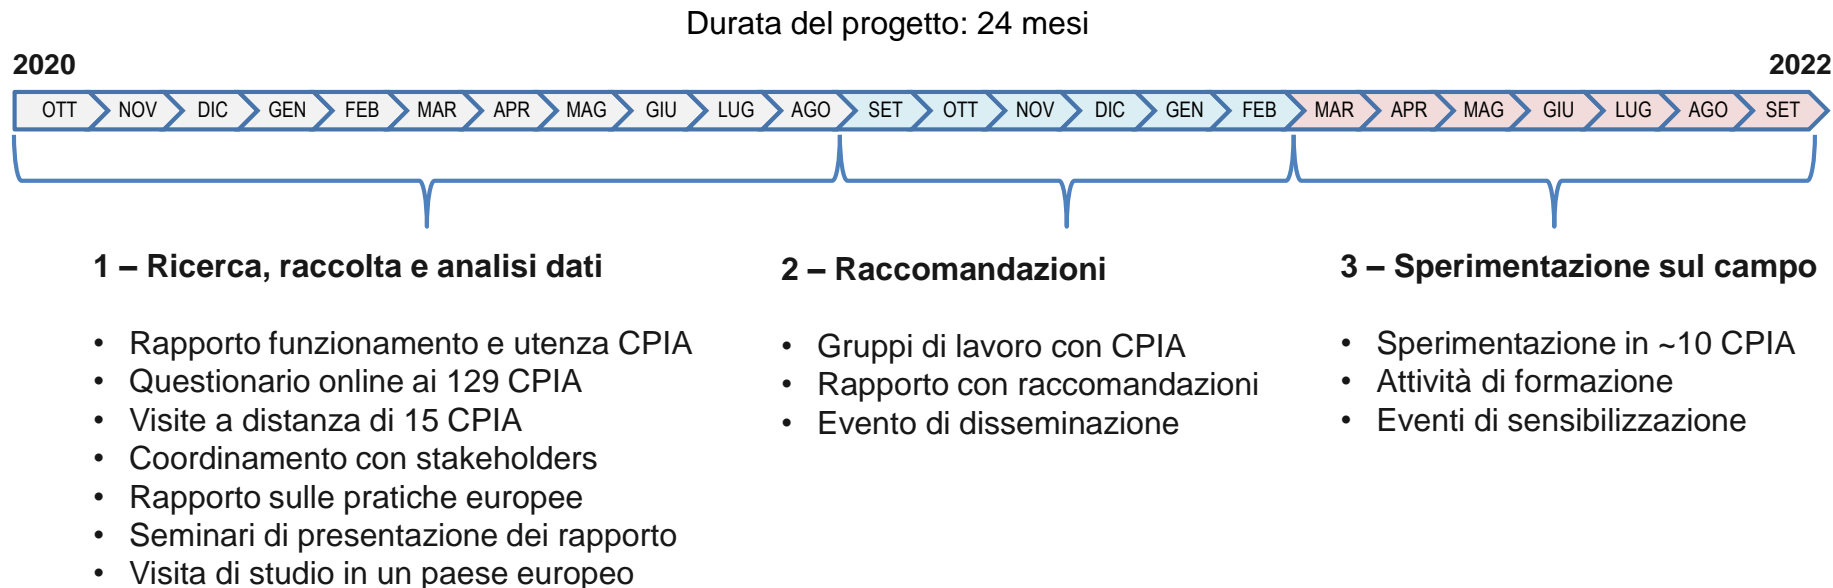 Durata del progetto: 24 mesi
2020
2022
OTT NOV DIC GEN FEB MAR APR MAG GIU LUG AGO SET OTT NOV DIC GEN FEB MAR APR MAG GIU LUG AGO SET
1 – Ricerca, raccolta e analisi dati
• Rapporto funzionamento e utenza CPIA
• Questionario online ai 129 CPIA
• Visite a distanza di 15 CPIA
• Coordinamento con stakeholders
• Rapporto sulle pratiche europee
• Seminari di presentazione dei rapporto
• Visita di studio in un paese europeo
2 – Raccomandazioni
• Gruppi di lavoro con CPIA
• Rapporto con raccomandazioni
• Evento di disseminazione
3 – Sperimentazione sul campo
• Sperimentazione in ~10 CPIA
• Attività di formazione
• Eventi di sensibilizzazione